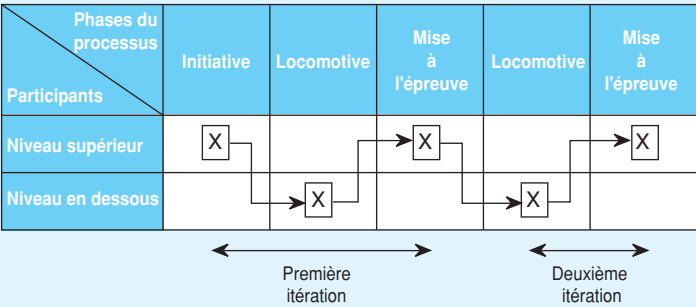 Phases du
processus
Participants
Initiative
Locomotive
Mise
à
l'épreuve
Locomotive
Mise
à
l'épreuve
Niveau supérieur
X
X
X
Niveau en dessous
X
X
Première
itération
Deuxième
itération